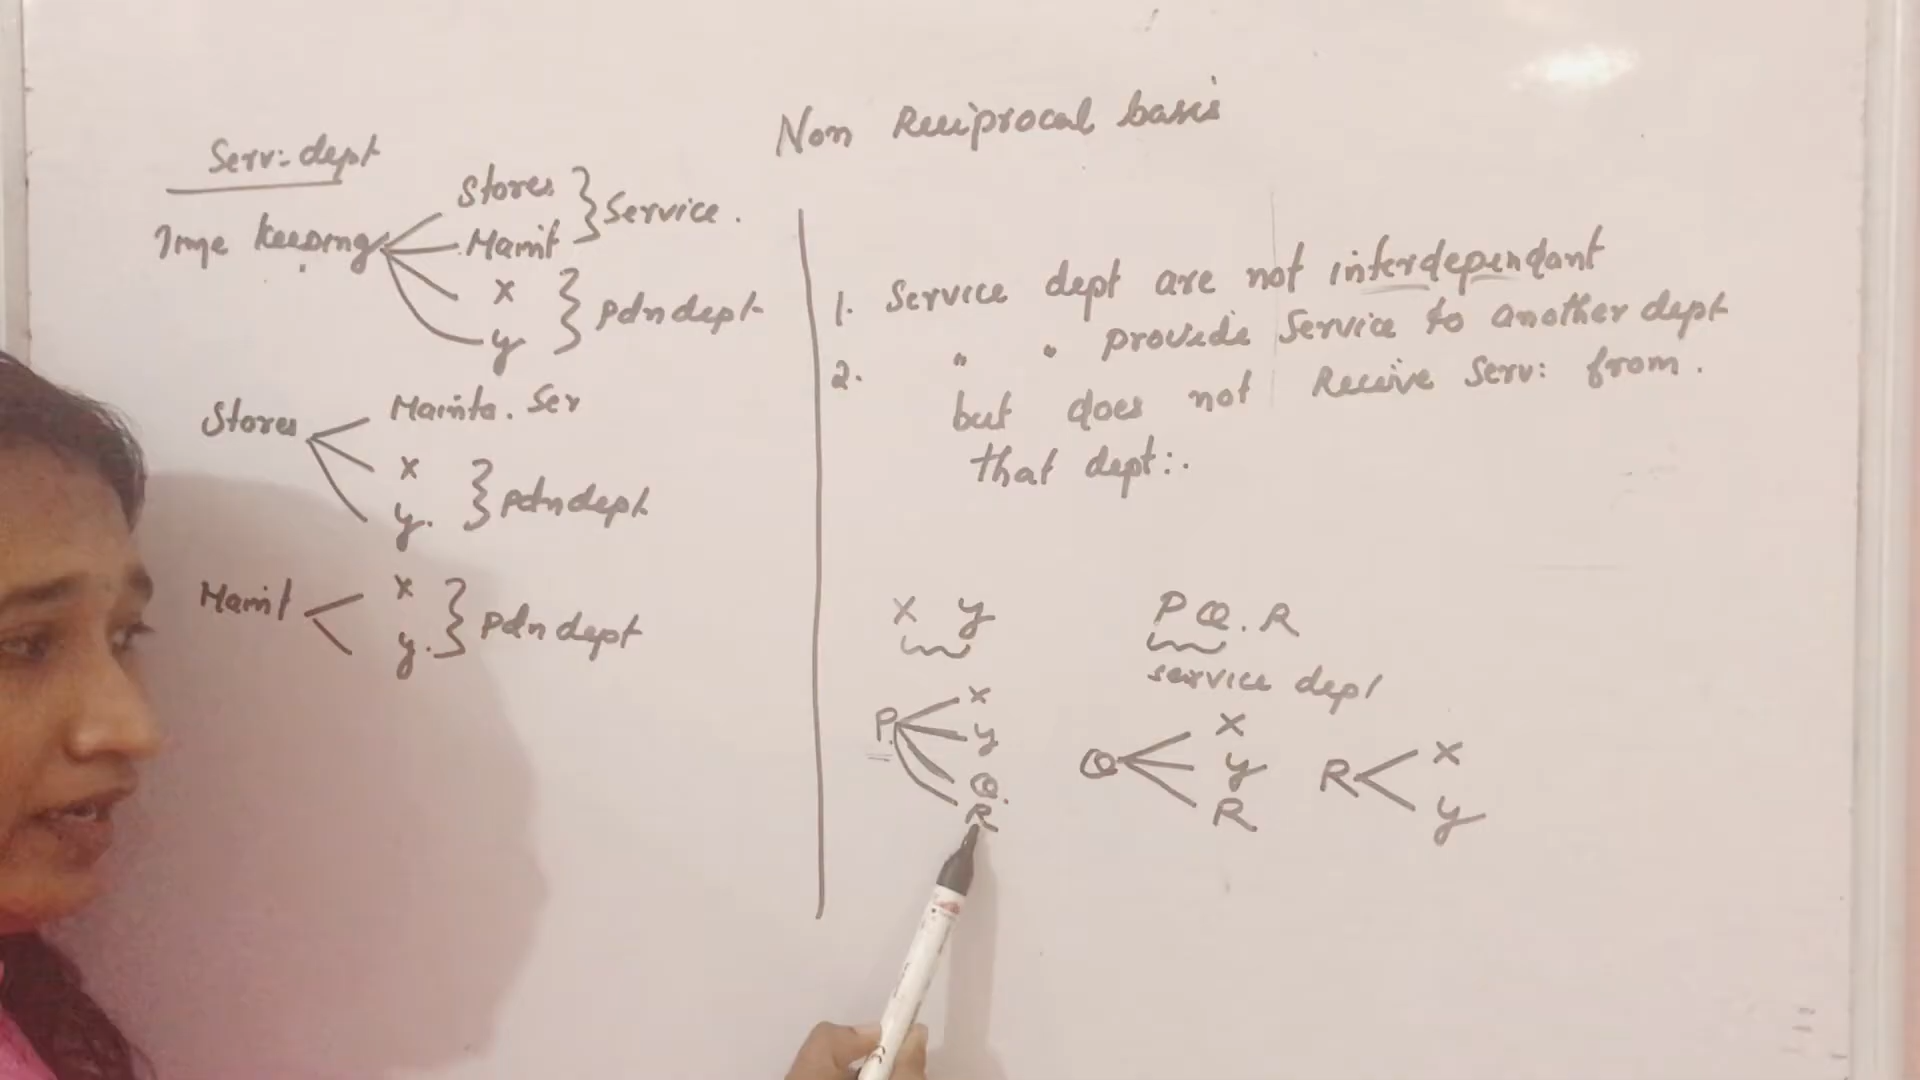 Non Reciprocal basis
Serv: dept
Time keeping
Stores
Maint
} Service.
x
y
} Pdn dept
Stores
Mainta. Ser
x
y.
} Pdn dept
Maint
x
y.
} Pdn dept
1. Service dept are not interdependant
2. " " provide Service to another dept
but does not Receive Serv: from.
that dept:.
X y
P Q. R
service dept
P.
x
y
Q.
R
Q
x
y
R
R
x
y